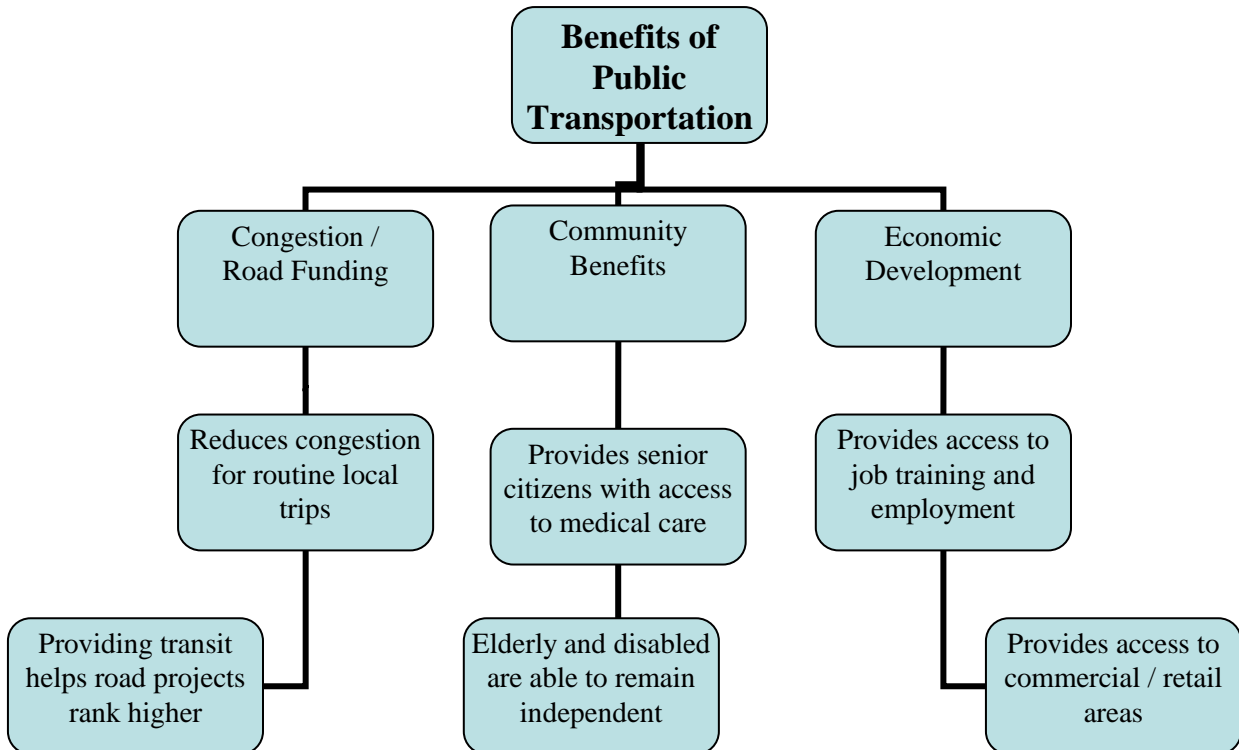 Benefits of
Public
Transportation
Congestion /
Road Funding
Community
Benefits
Economic
Development
Reduces congestion
for routine local
trips
Provides senior
citizens with access
to medical care
Provides access to
job training and
employment
Providing transit
helps road projects
rank higher
Elderly and disabled
are able to remain
independent
Provides access to
commercial / retail
areas